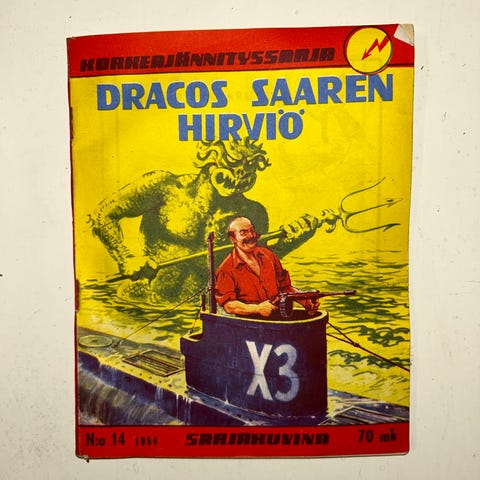 KORKEAJÄNNITYSSARJA
DRACOS SAAREN
HIRVIÖ
X3
N:o 14 1954
SARJAKUVINA
70 mk